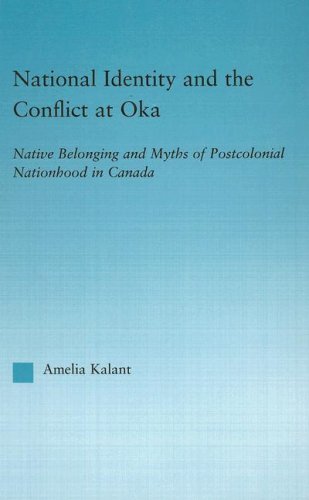 National Identity and the
Conflict at Oka
Native Belonging and Myths of Postcolonial
Nationhood in Canada
Amelia Kalant